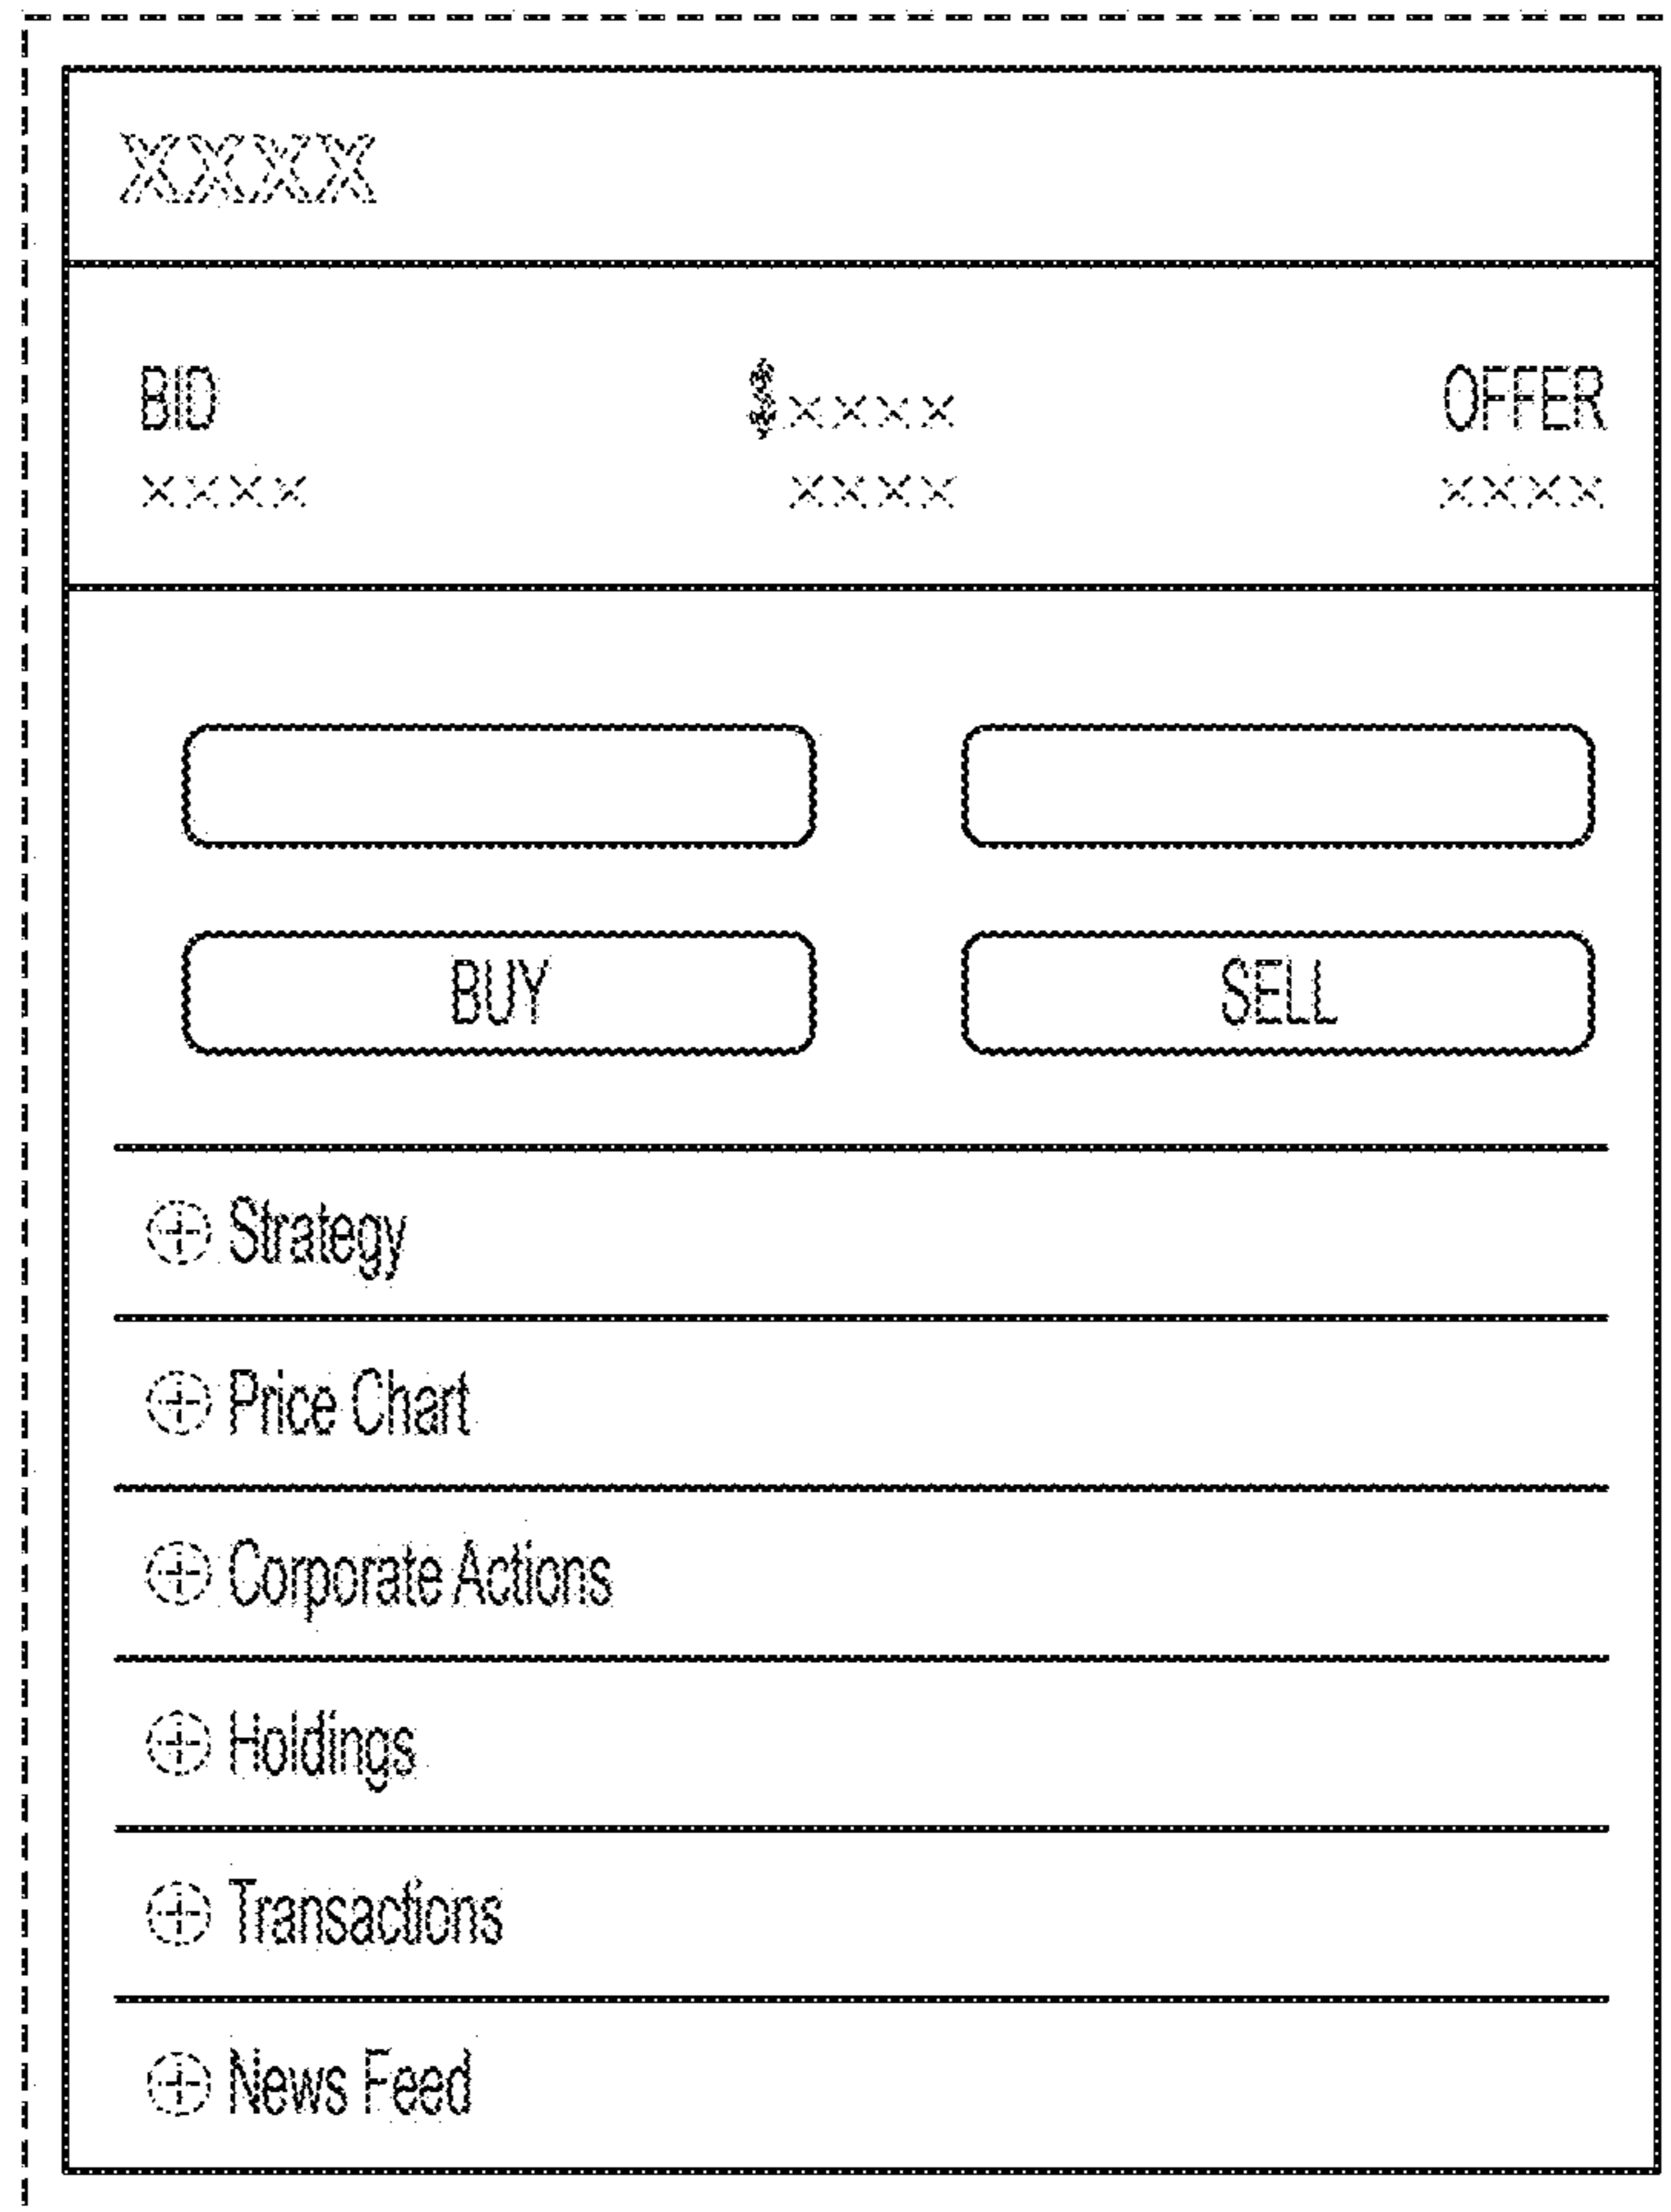 XXXX
BID $xxxx OFFER
xxxx xxxx xxxx
BUY SELL
Strategy
Price Chart
Corporate Actions
Holdings
Transactions
News Feed